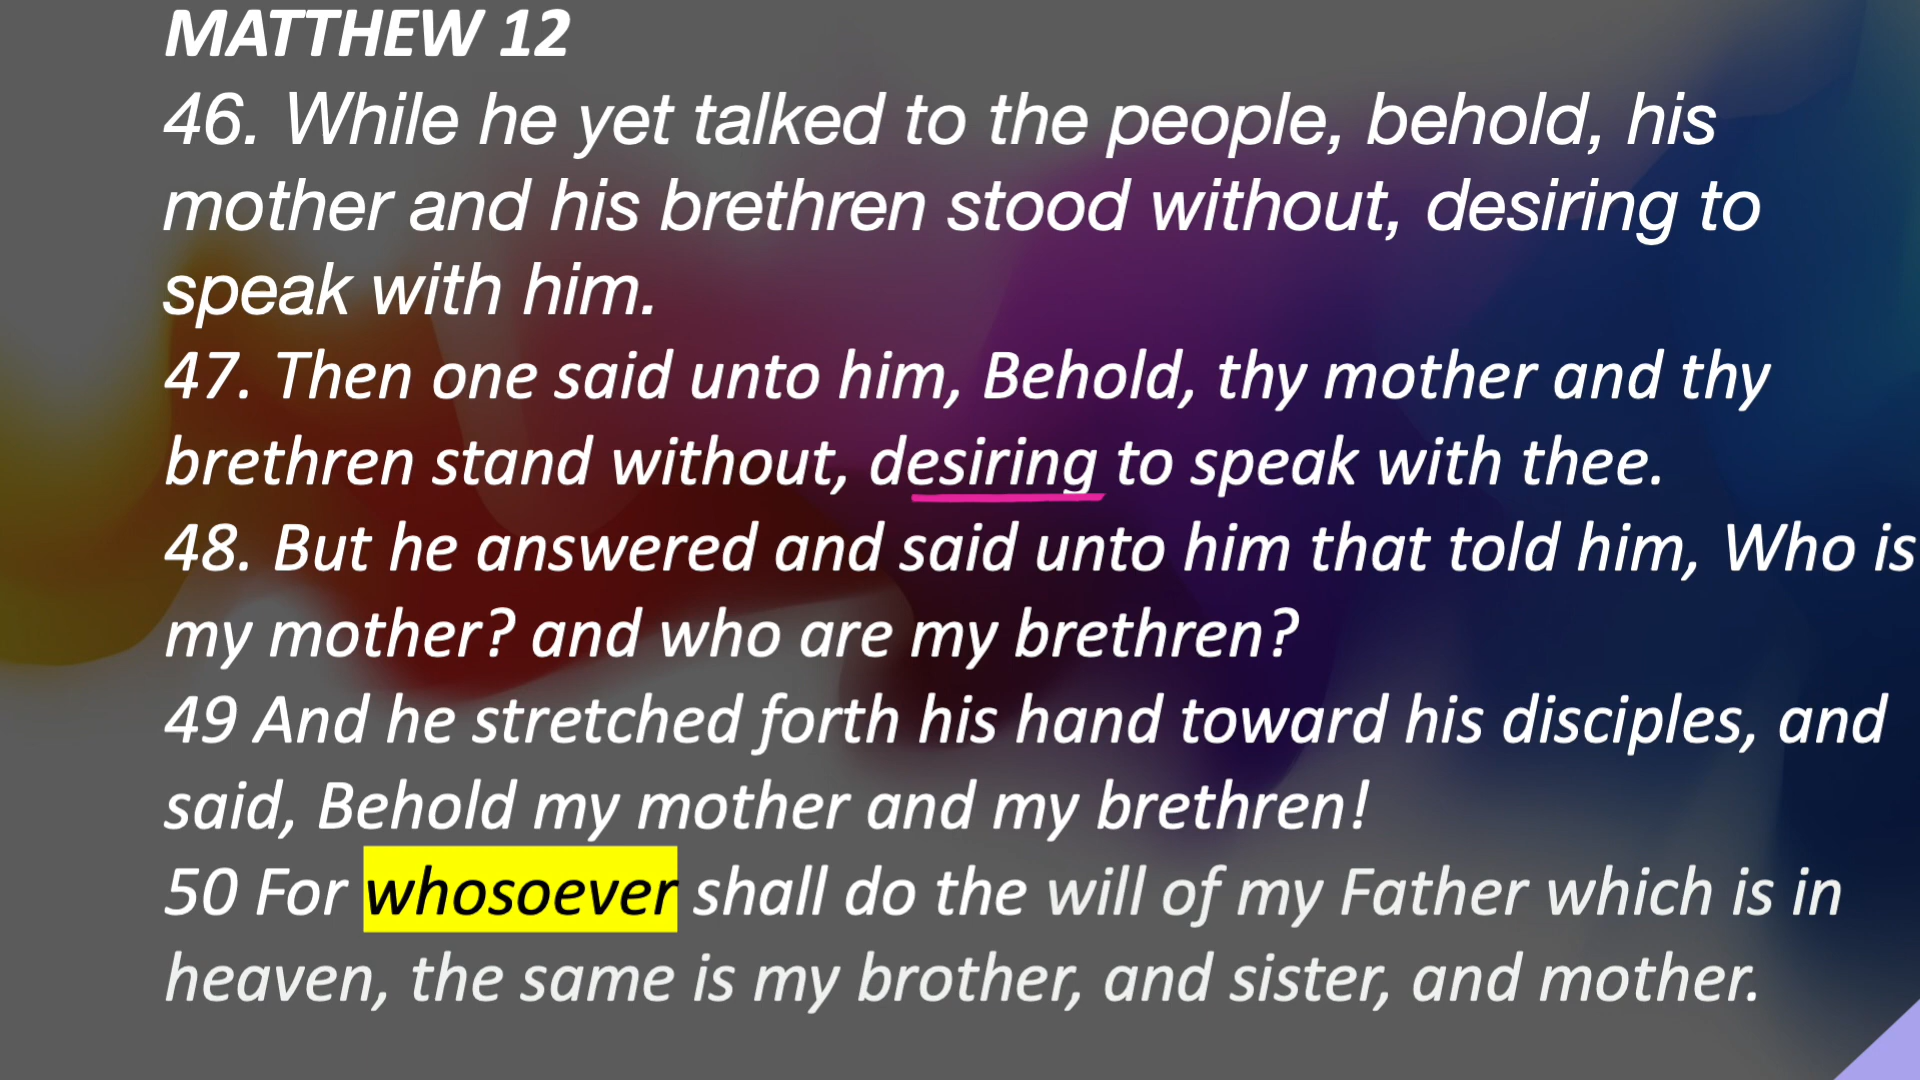 MATTHEW 12
46. While he yet talked to the people, behold, his
mother and his brethren stood without, desiring to
speak with him.
47. Then one said unto him, Behold, thy mother and thy
brethren stand without, desiring to speak with thee.
48. But he answered and said unto him that told him, Who is
my mother? and who are my brethren?
49 And he stretched forth his hand toward his disciples, and
said, Behold my mother and my brethren!
50 For whosoever shall do the will of my Father which is in
heaven, the same is my brother, and sister, and mother.